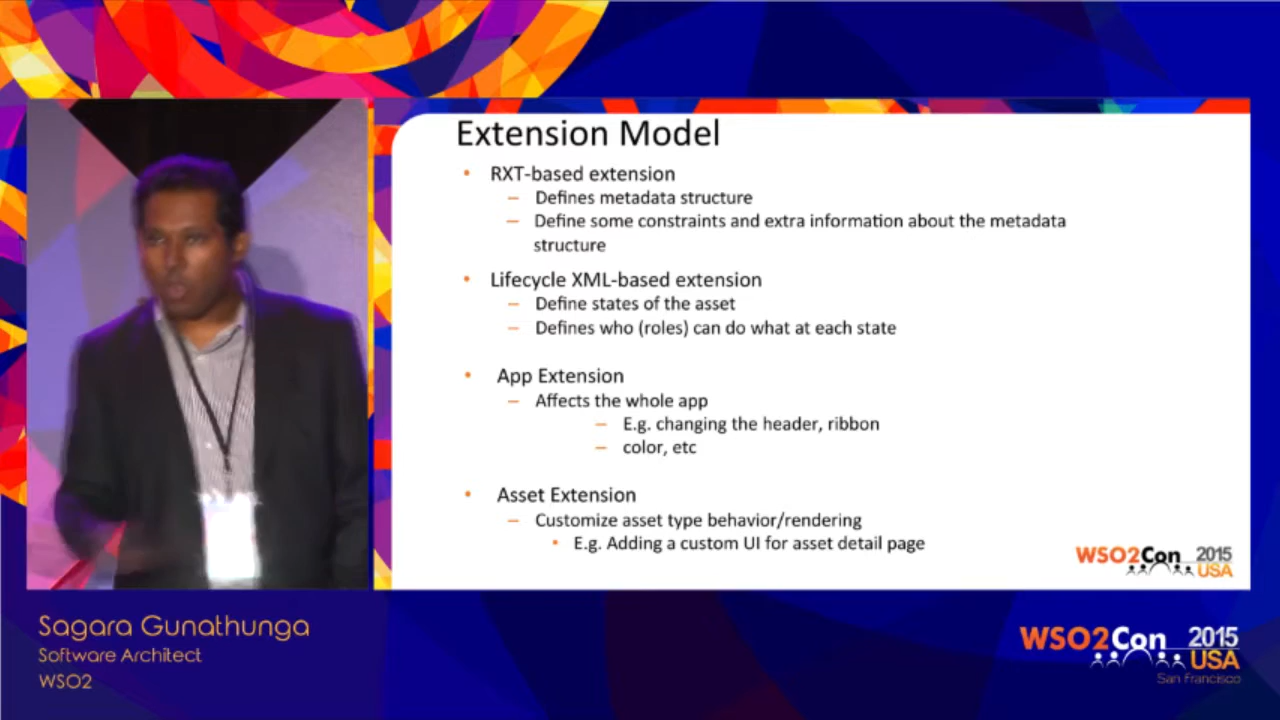 Extension Model
• RXT-based extension
– Defines metadata structure
– Define some constraints and extra information about the metadata
structure
• Lifecycle XML-based extension
– Define states of the asset
– Defines who (roles) can do what at each state
• App Extension
– Affects the whole app
– E.g. changing the header, ribbon
– color, etc
• Asset Extension
– Customize asset type behavior/rendering
• E.g. Adding a custom UI for asset detail page
WSO2Con 2015
USA
Sagara Gunathunga
Software Architect
WSO2
WSO2Con 2015
USA
San Francisco